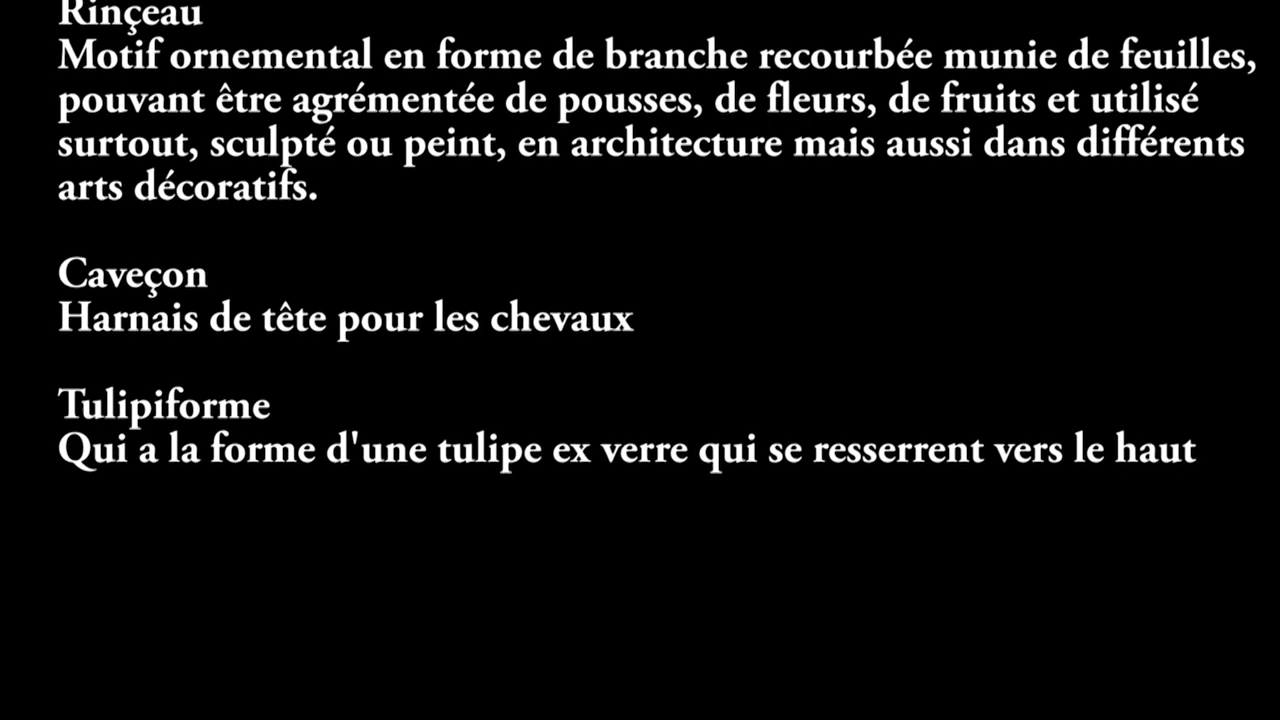 Rinçeau
Motif ornemental en forme de branche recourbée munie de feuilles,
pouvant être agrémentée de pousses, de fleurs, de fruits et utilisé
surtout, sculpté ou peint, en architecture mais aussi dans différents
arts décoratifs.
Caveçon
Harnais de tête pour les chevaux
Tulipiforme
Qui a la forme d'une tulipe ex verre qui se resserrent vers le haut